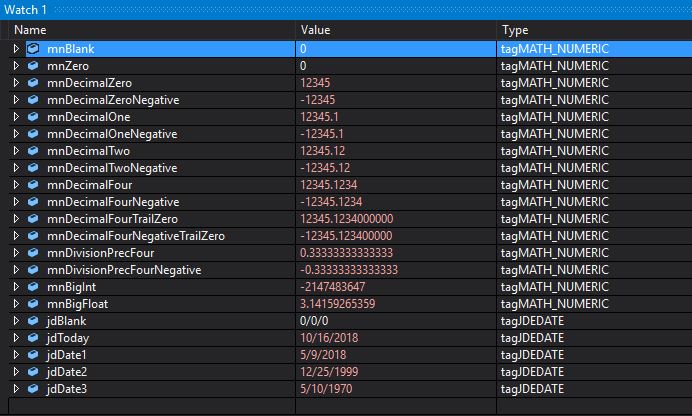 Watch 1
Name Value Type
mnBlank 0 tagMATH_NUMERIC
mnZero 0 tagMATH_NUMERIC
mnDecimalZero 12345 tagMATH_NUMERIC
mnDecimalZeroNegative -12345 tagMATH_NUMERIC
mnDecimalOne 12345.1 tagMATH_NUMERIC
mnDecimalOneNegative -12345.1 tagMATH_NUMERIC
mnDecimalTwo 12345.12 tagMATH_NUMERIC
mnDecimalTwoNegative -12345.12 tagMATH_NUMERIC
mnDecimalFour 12345.1234 tagMATH_NUMERIC
mnDecimalFourNegative -12345.1234 tagMATH_NUMERIC
mnDecimalFourTrailZero 12345.1234000000 tagMATH_NUMERIC
mnDecimalFourNegativeTrailZero -12345.123400000 tagMATH_NUMERIC
mnDivisionPrecFour 0.33333333333333 tagMATH_NUMERIC
mnDivisionPrecFourNegative -0.33333333333333 tagMATH_NUMERIC
mnBigInt -2147483647 tagMATH_NUMERIC
mnBigFloat 3.14159265359 tagMATH_NUMERIC
jdBlank 0/0/0 tagJDEDATE
jdToday 10/16/2018 tagJDEDATE
jdDate1 5/9/2018 tagJDEDATE
jdDate2 12/25/1999 tagJDEDATE
jdDate3 5/10/1970 tagJDEDATE